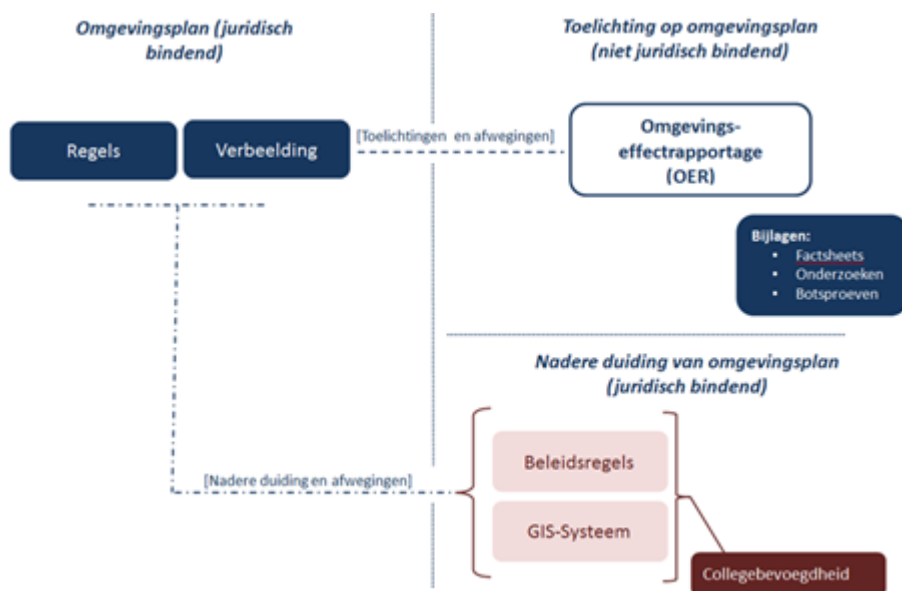 Omgevingsplan (juridisch
bindend)
Toelichting op omgevingsplan
(niet juridisch bindend)
Regels
Verbeelding
[Toelichtingen en afwegingen]
Omgevings-
effectrapportage
(OER)
Bijlagen:
• Factsheets
• Onderzoeken
• Botsproeven
Nadere duiding van omgevingsplan
(juridisch bindend)
[Nadere duiding en afwegingen]
Beleidsregels
GIS-Systeem
Collegebevoegdheid